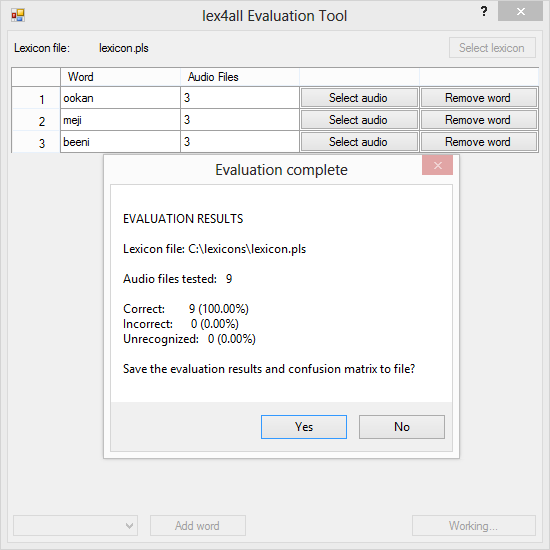 lex4all Evaluation Tool
Lexicon file: lexicon.pls Select lexicon
Word Audio Files
1 ookan 3 Select audio Remove word
2 meji 3 Select audio Remove word
3 beeni 3 Select audio Remove word
Evaluation complete
EVALUATION RESULTS
Lexicon file: C:\lexicons\lexicon.pls
Audio files tested: 9
Correct: 9 (100.00%)
Incorrect: 0 (0.00%)
Unrecognized: 0 (0.00%)
Save the evaluation results and confusion matrix to file?
Yes No
Add word Working...